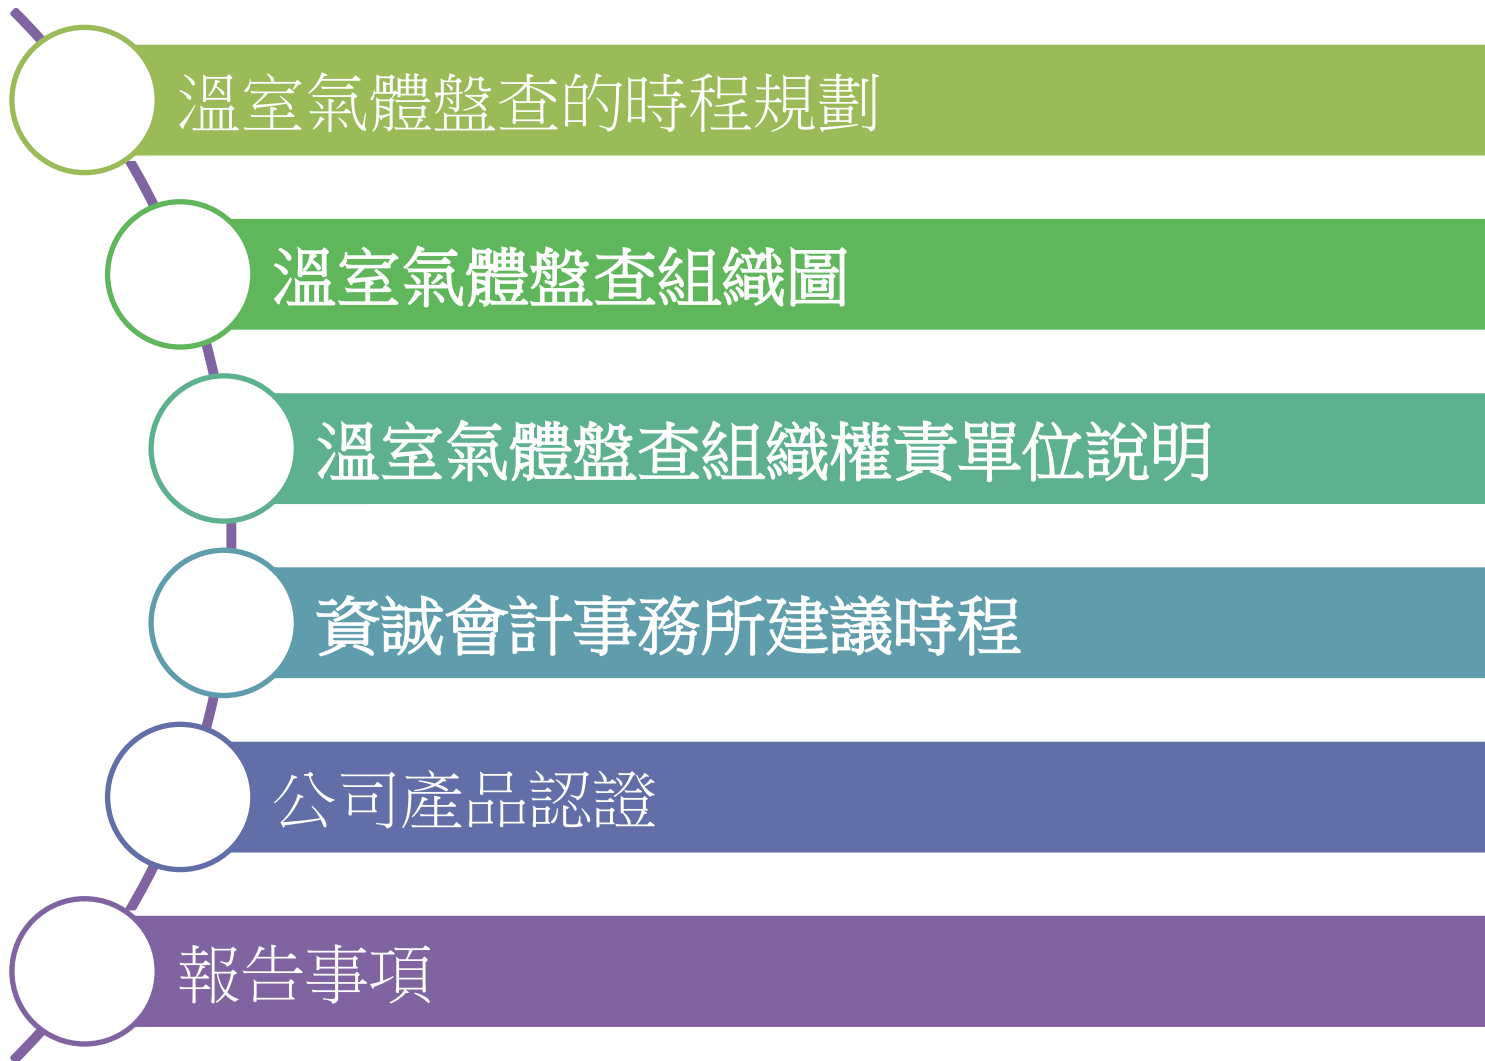 溫室氣體盤查的時程規劃
溫室氣體盤查組織圖
溫室氣體盤查組織權責單位說明
資誠會計事務所建議時程
公司產品認證
報告事項